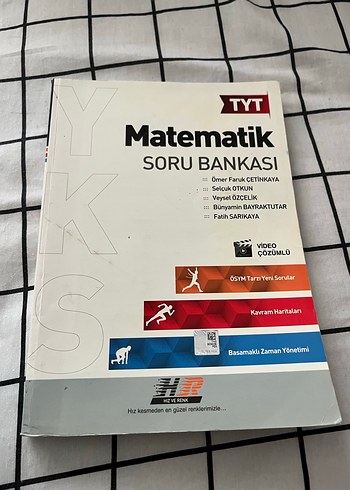 YKS
TYT
Matematik
SORU BANKASI
::: Ömer Faruk ÇETİNKAYA
::: Selçuk OTKUN
::: Veysel ÖZÇELİK
::: Bünyamin BAYRAKTUTAR
::: Fatih SARIKAYA
VİDEO
ÇÖZÜMLÜ
ÖSYM Tarzı Yeni Sorular
Kavram Haritaları
Basamaklı Zaman Yönetimi
HR
HIZ VE RENK
Hız kesmeden en güzel renklerimizle...